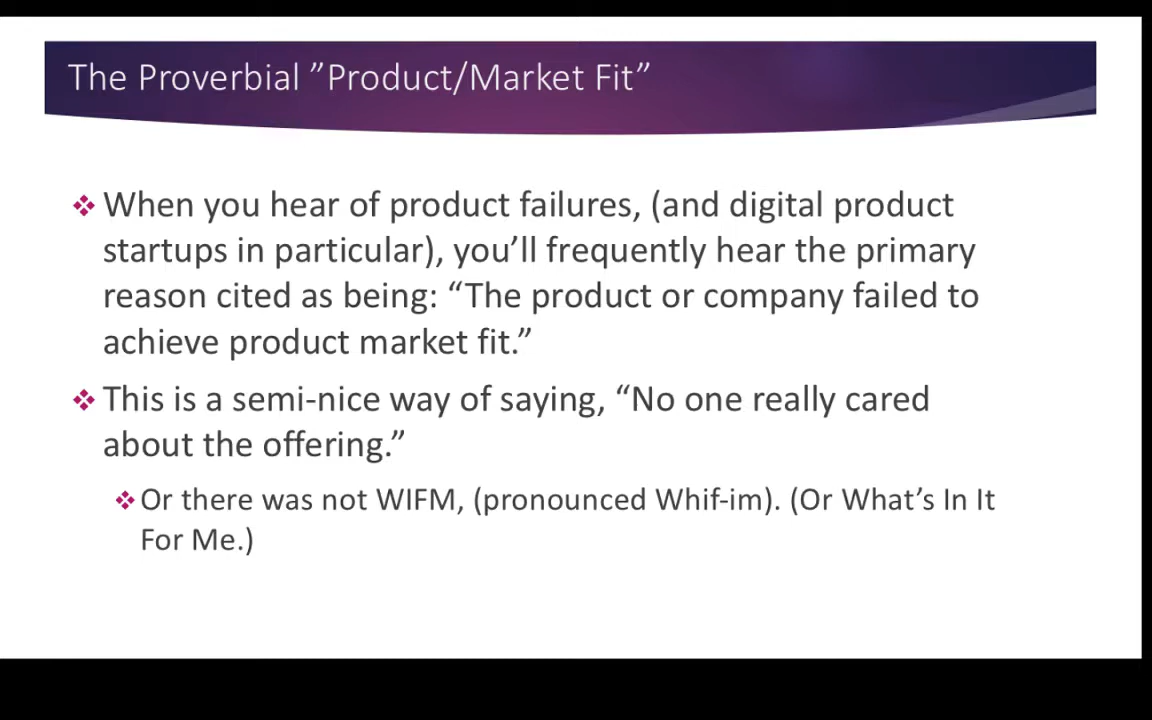 The Proverbial ”Product/Market Fit”
When you hear of product failures, (and digital product
startups in particular), you’ll frequently hear the primary
reason cited as being: “The product or company failed to
achieve product market fit.”
This is a semi-nice way of saying, “No one really cared
about the offering.”
Or there was not WIFM, (pronounced Whif-im). (Or What’s In It
For Me.)